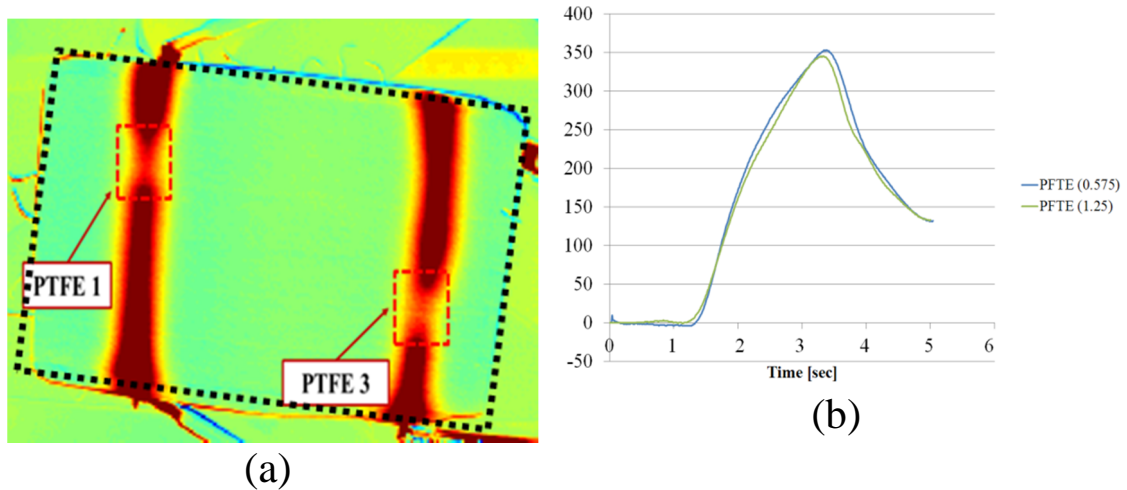 PTFE 1
PTFE 3
(a)
400
350
300
250
200
150
100
50
0
-50
0 1 2 3 4 5 6
Time [sec]
PFTE (0.575)
PFTE (1.25)
(b)